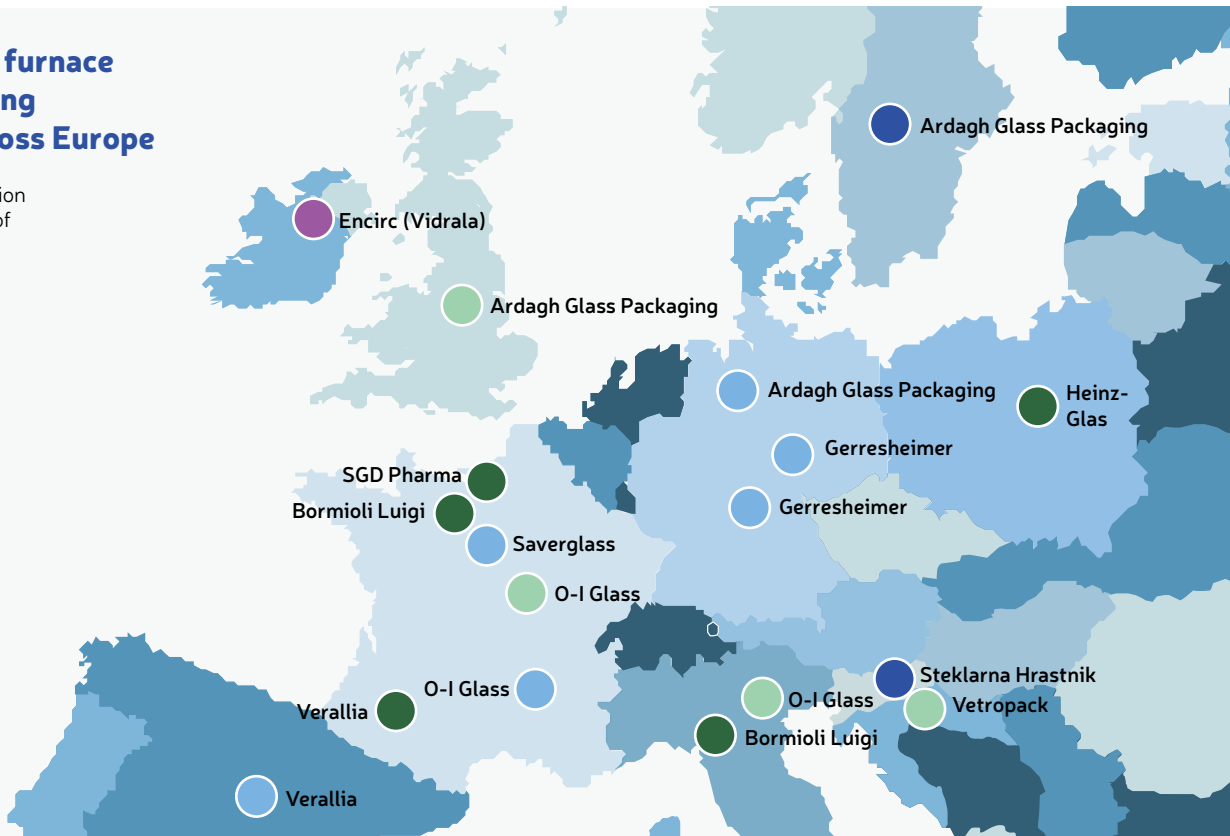 furnace
ng
oss Europe
ion
of
Ardagh Glass Packaging
Encirc (Vidrala)
Ardagh Glass Packaging
Ardagh Glass Packaging
Heinz-
Glas
Gerresheimer
SGD Pharma
Bormioli Luigi
Gerresheimer
Saverglass
O-I Glass
Steklarna Hrastnik
O-I Glass
O-I Glass
Vetropack
Verallia
Bormioli Luigi
Verallia